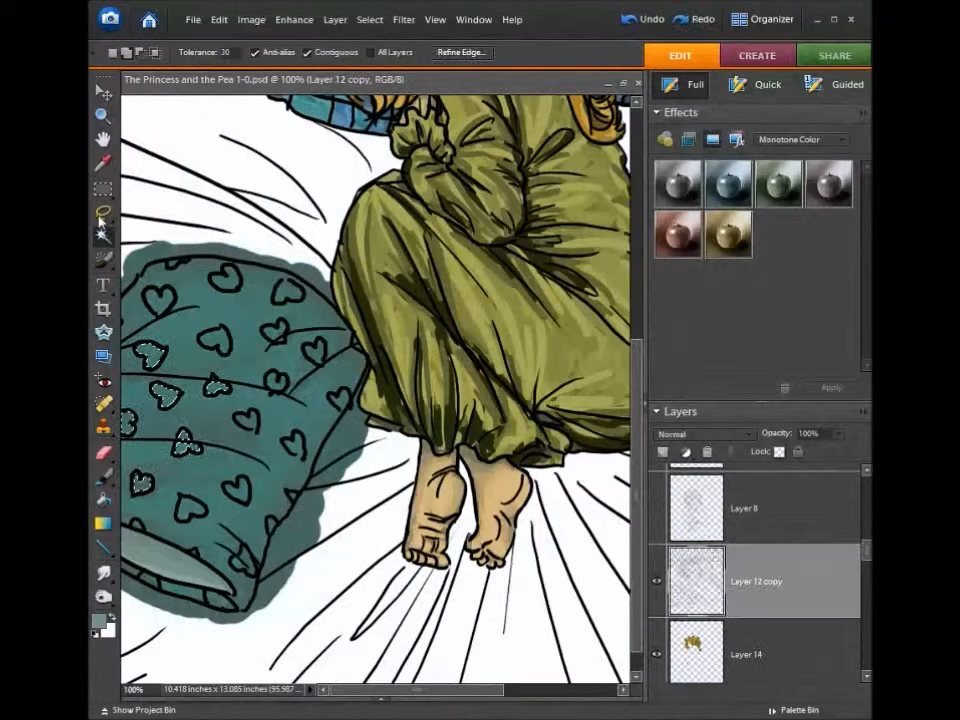 File Edit Image Enhance Layer Select Filter View Window Help Undo Redo Organizer
Tolerance: 30 Anti-alias Contiguous All Layers Refine Edge... EDIT CREATE SHARE
The Princess and the Pea 1-0.psd @ 100% (Layer 12 copy, RGB/8)
Full Quick Guided
Effects
Monotone Color
Apply
Layers
Normal Opacity: 100%
Lock:
Layer 8
Layer 12 copy
Layer 14
100% 10.418 inches x 13.085 inches (95.987 ...
Show Project Bin Palette Bin